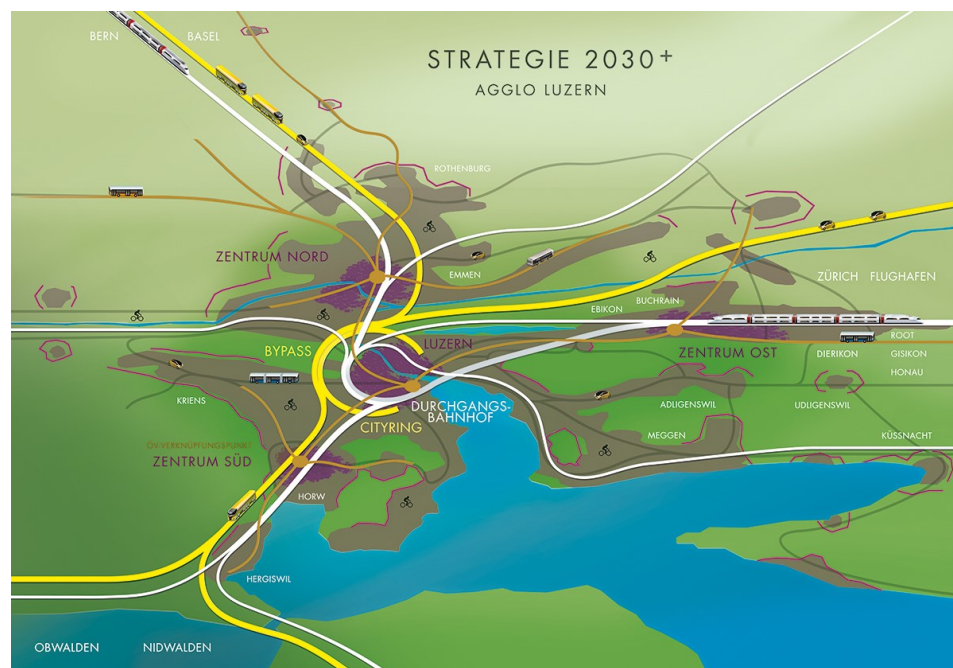 BERN
BASEL
STRATEGIE 2030+
AGGLO LUZERN
ROTHENBURG
ZENTRUM NORD
EMMEN
ZÜRICH FLUGHAFEN
BUCHRAIN
EBIKON
LUZERN
BYPASS
ZENTRUM OST
ROOT
DIERIKON
GISIKON
HONAU
KRIENS
DURCHGANGS-
BAHNHOF
ADLIGENSWIL
UDLIGENSWIL
CITYRING
MEGGEN
KÜSSNACHT
ÖV-VERKNÜPFUNGSPUNKT
ZENTRUM SÜD
HORW
HERGISWIL
OBWALDEN
NIDWALDEN